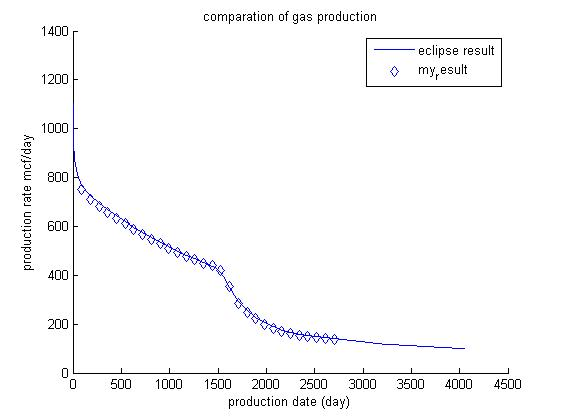 comparation of gas production
1400
1200
1000
800
600
400
200
0
production rate mcf/day
eclipse result
my_result
0 500 1000 1500 2000 2500 3000 3500 4000 4500
production date (day)